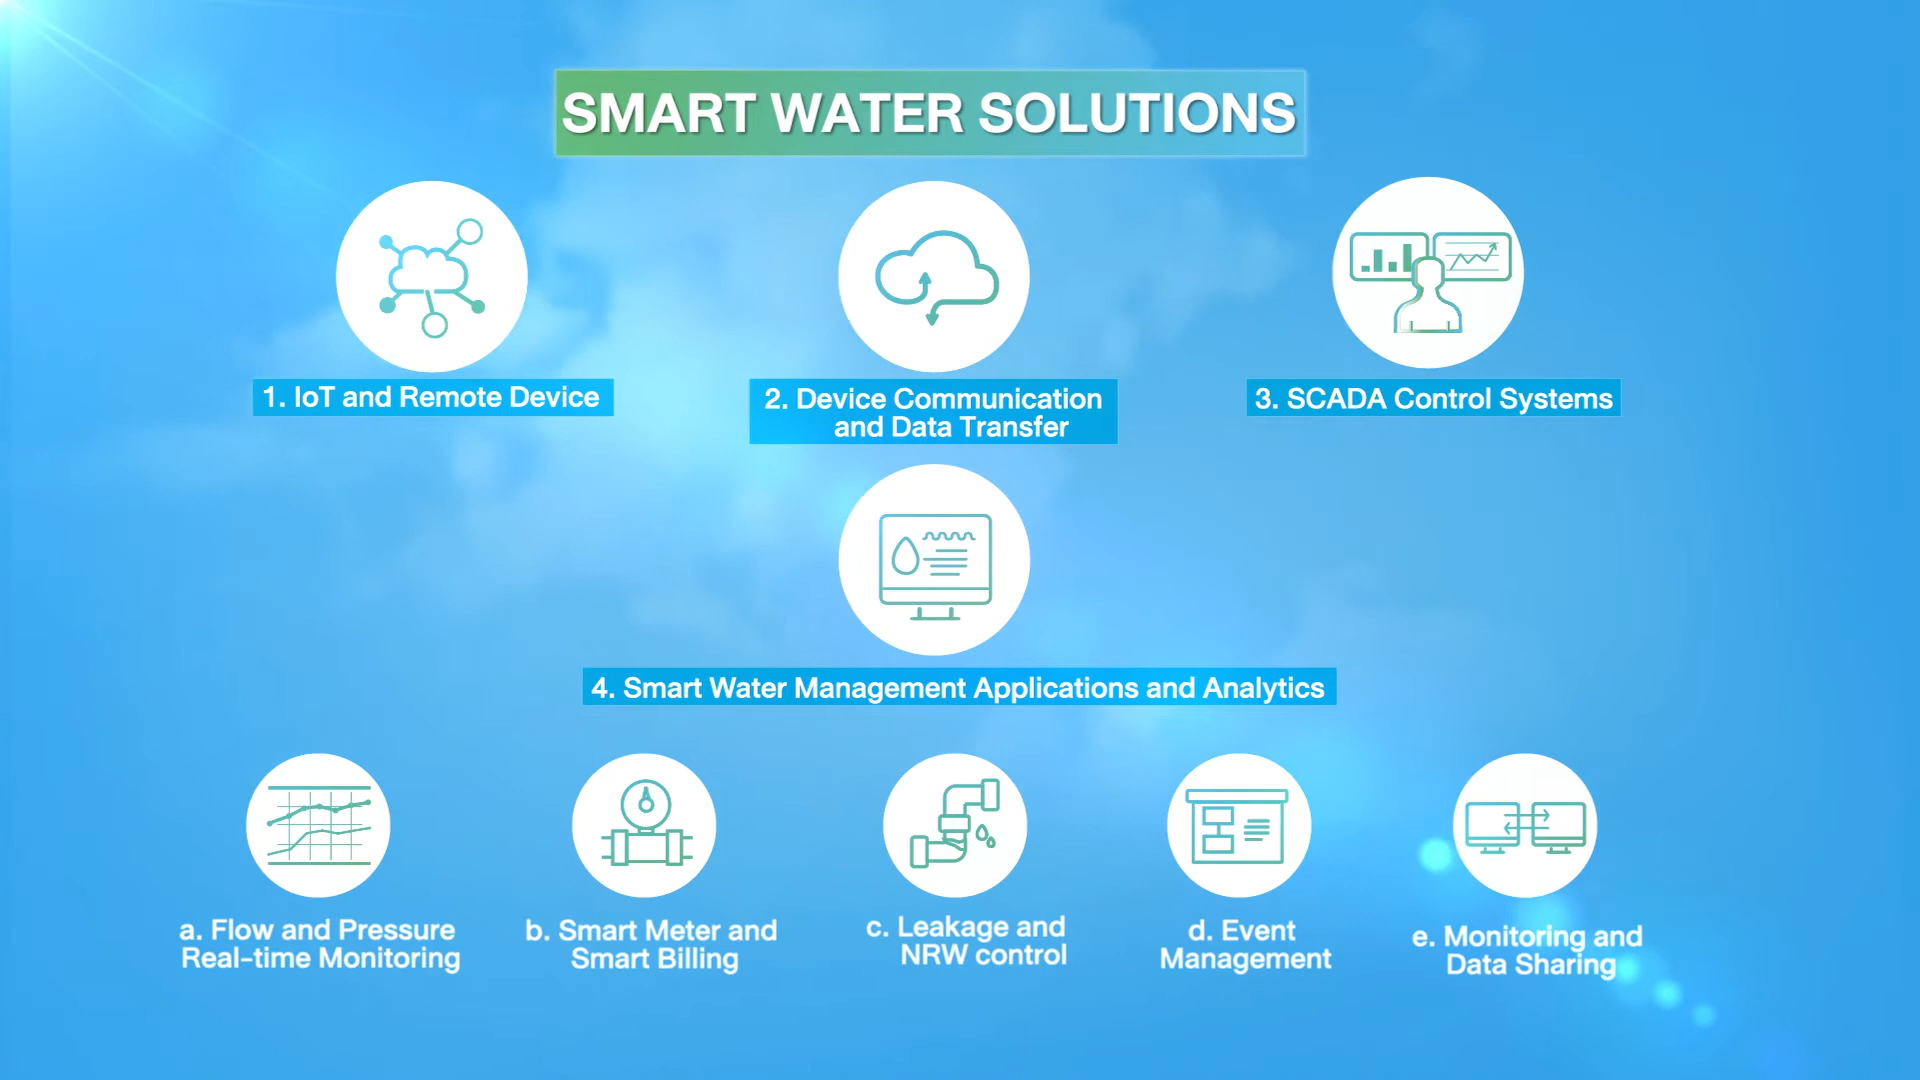 SMART WATER SOLUTIONS
1. IoT and Remote Device
2. Device Communication
and Data Transfer
3. SCADA Control Systems
4. Smart Water Management Applications and Analytics
a. Flow and Pressure
Real-time Monitoring
b. Smart Meter and
Smart Billing
c. Leakage and
NRW control
d. Event
Management
e. Monitoring and
Data Sharing